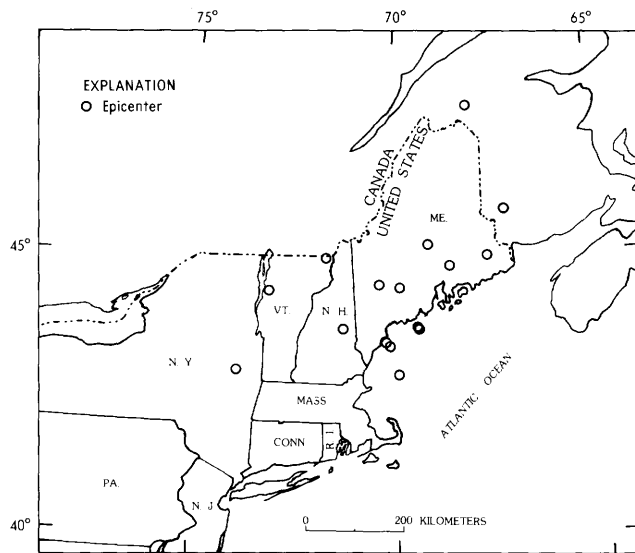 75°
70°
65°
EXPLANATION
Epicenter
CANADA
UNITED STATES
ME.
45°
VT.
N H.
N Y
MASS
ATLANTIC OCEAN
CONN
R I
PA.
N J
40°
0 200 KILOMETERS